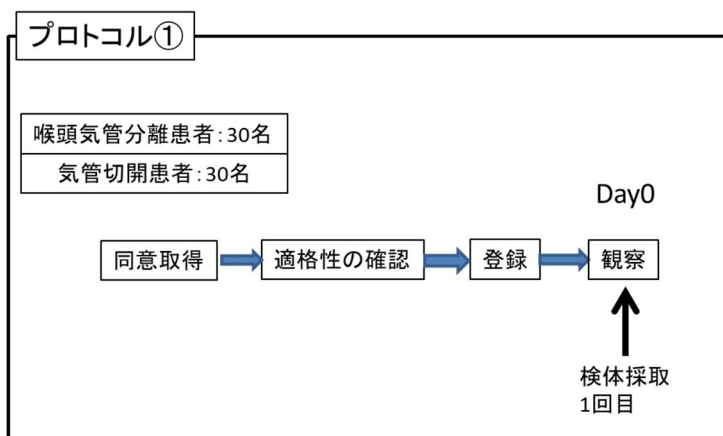 プロトコル①
喉頭気管分離患者：30名
気管切開患者：30名
Day0
同意取得
適格性の確認
登録
観察
検体採取
1回目